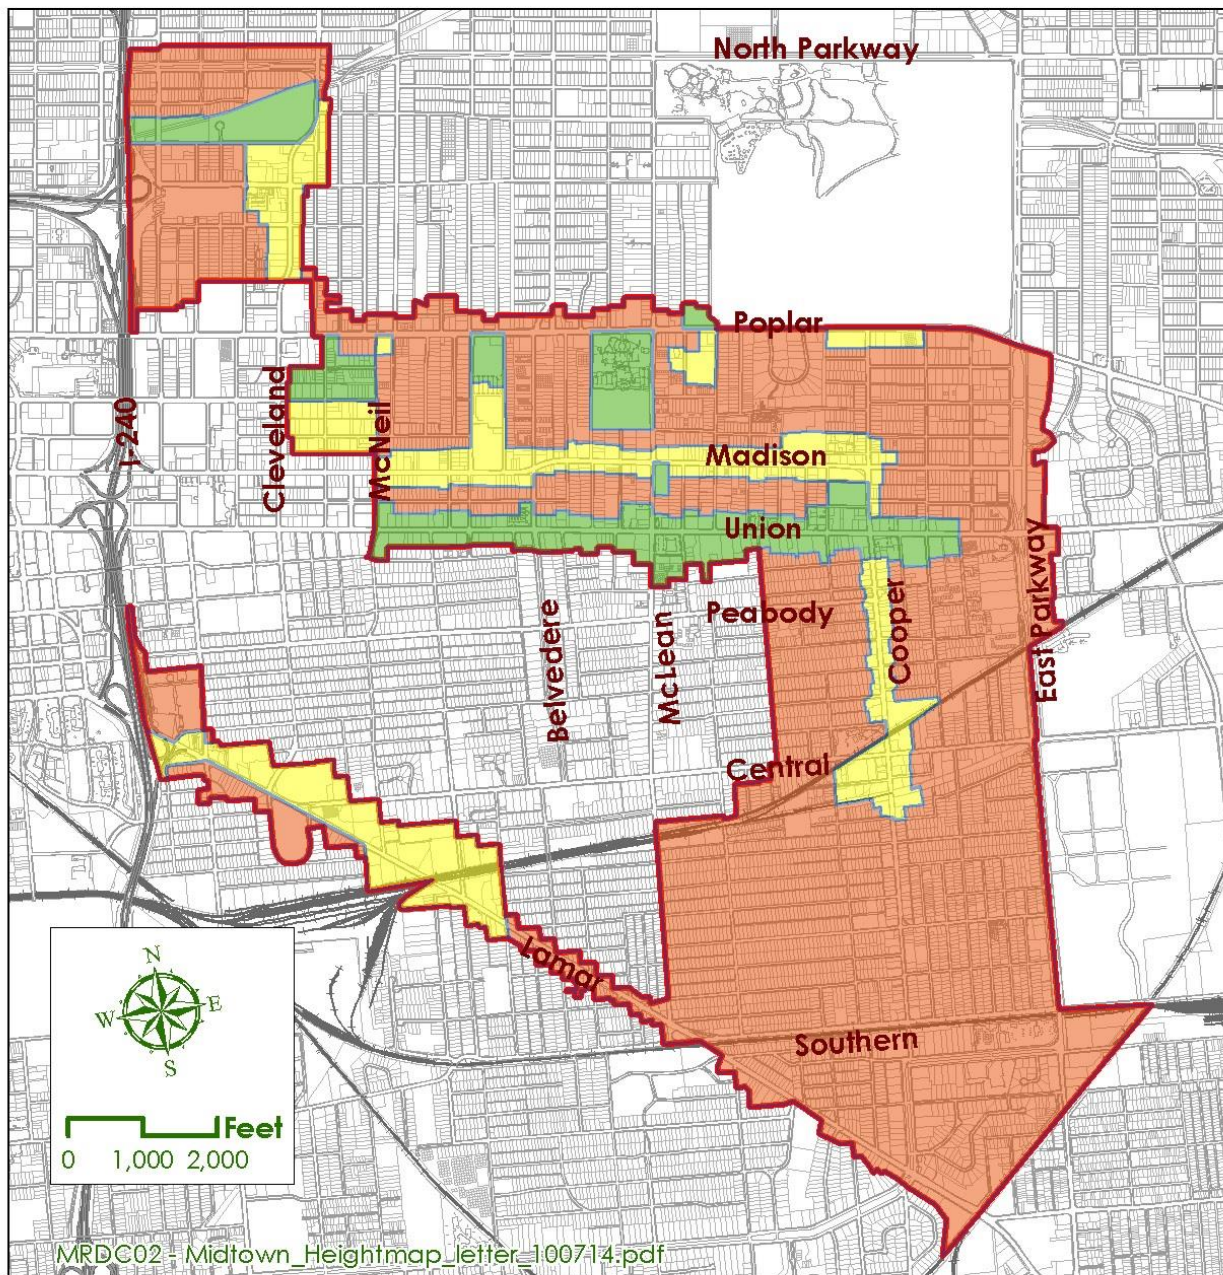 North Parkway
Poplar
I-240
Cleveland
McNeil
Madison
Union
Belvedere
McLean
Peabody
Cooper
East Parkway
Central
Lamar
Southern
N
W E
S
Feet
0 1,000 2,000
MRDC02 - Midtown_Heightmap_letter_100714.pdf